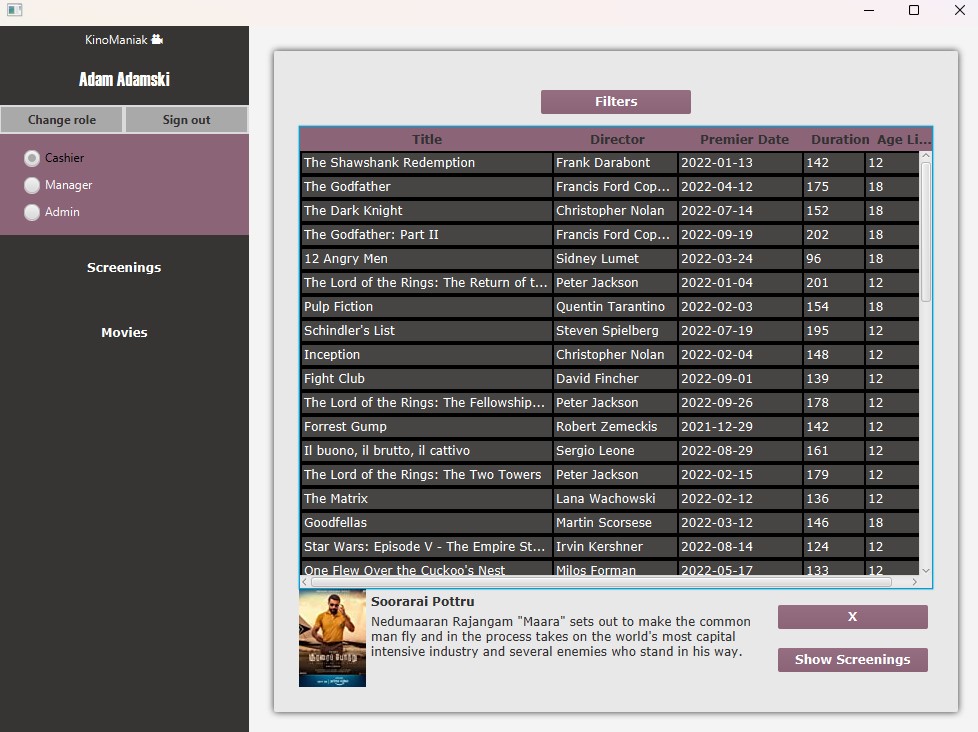 KinoManiak
Adam Adamski
Change role Sign out
Cashier
Manager
Admin
Screenings
Movies
Filters
Title Director Premier Date Duration Age Li...
The Shawshank Redemption Frank Darabont 2022-01-13 142 12
The Godfather Francis Ford Cop... 2022-04-12 175 18
The Dark Knight Christopher Nolan 2022-07-14 152 18
The Godfather: Part II Francis Ford Cop... 2022-09-19 202 18
12 Angry Men Sidney Lumet 2022-03-24 96 18
The Lord of the Rings: The Return of t... Peter Jackson 2022-01-04 201 12
Pulp Fiction Quentin Tarantino 2022-02-03 154 18
Schindler's List Steven Spielberg 2022-07-19 195 12
Inception Christopher Nolan 2022-02-04 148 12
Fight Club David Fincher 2022-09-01 139 12
The Lord of the Rings: The Fellowship... Peter Jackson 2022-09-26 178 12
Forrest Gump Robert Zemeckis 2021-12-29 142 12
Il buono, il brutto, il cattivo Sergio Leone 2022-08-29 161 12
The Lord of the Rings: The Two Towers Peter Jackson 2022-02-15 179 12
The Matrix Lana Wachowski 2022-02-12 136 12
Goodfellas Martin Scorsese 2022-03-12 146 18
Star Wars: Episode V - The Empire St... Irvin Kershner 2022-08-14 124 12
One Flew Over the Cuckoo's Nest Milos Forman 2022-05-17 133 12
Soorarai Pottru
Nedumaaran Rajangam "Maara" sets out to make the common
man fly and in the process takes on the world's most capital
intensive industry and several enemies who stand in his way.
X
Show Screenings